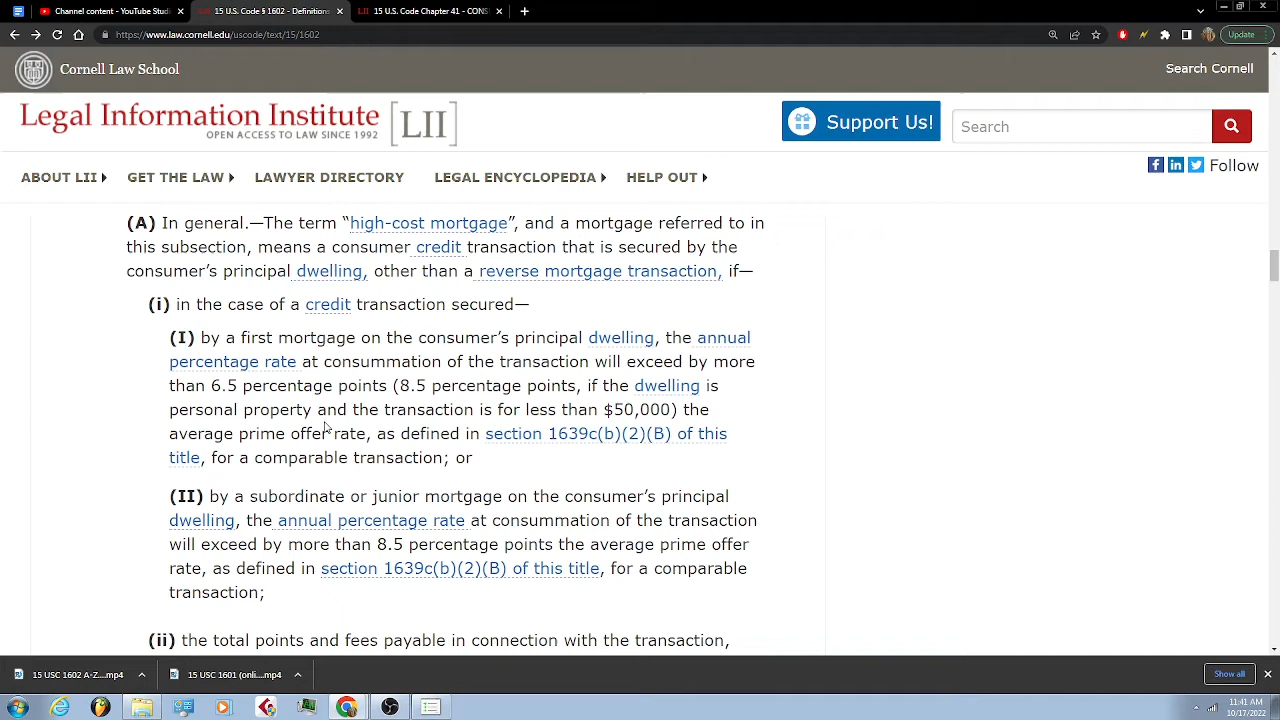 Channel content - YouTube Studi
15 U.S. Code § 1602 - Definitions
15 U.S. Code Chapter 41 - CONS
https://www.law.cornell.edu/uscode/text/15/1602
Update
Cornell Law School
Search Cornell
Legal Information Institute
OPEN ACCESS TO LAW SINCE 1992
[LII]
Support Us!
Search
ABOUT LII
GET THE LAW
LAWYER DIRECTORY
LEGAL ENCYCLOPEDIA
HELP OUT
Follow
(A) In general.—The term “high-cost mortgage”, and a mortgage referred to in
this subsection, means a consumer credit transaction that is secured by the
consumer’s principal dwelling, other than a reverse mortgage transaction, if—
(i) in the case of a credit transaction secured—
(I) by a first mortgage on the consumer’s principal dwelling, the annual
percentage rate at consummation of the transaction will exceed by more
than 6.5 percentage points (8.5 percentage points, if the dwelling is
personal property and the transaction is for less than $50,000) the
average prime offer rate, as defined in section 1639c(b)(2)(B) of this
title, for a comparable transaction; or
(II) by a subordinate or junior mortgage on the consumer’s principal
dwelling, the annual percentage rate at consummation of the transaction
will exceed by more than 8.5 percentage points the average prime offer
rate, as defined in section 1639c(b)(2)(B) of this title, for a comparable
transaction;
(ii) the total points and fees payable in connection with the transaction,
15 USC 1602 A-Z....mp4
15 USC 1601 (onli....mp4
Show all
11:41 AM
10/17/2022